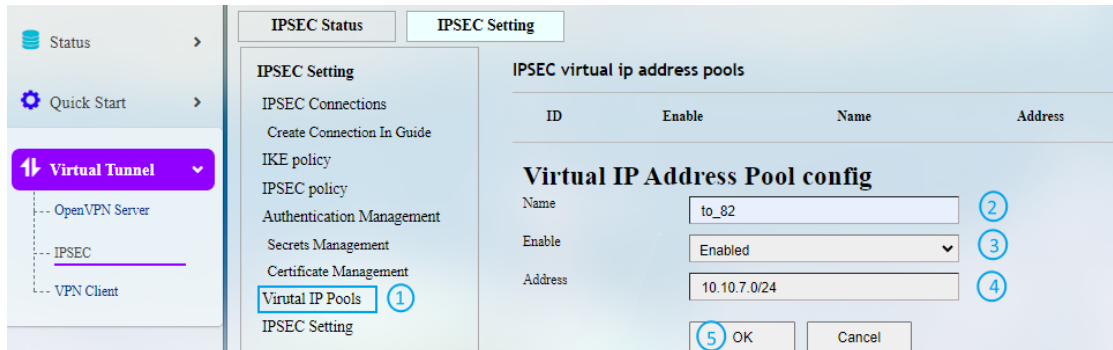 Status
Quick Start
Virtual Tunnel
OpenVPN Server
IPSEC
VPN Client
IPSEC Status
IPSEC Setting
IPSEC Setting
IPSEC Connections
Create Connection In Guide
IKE policy
IPSEC policy
Authentication Management
Secrets Management
Certificate Management
Virutal IP Pools 1
IPSEC Setting
IPSEC virtual ip address pools
ID Enable Name Address
Virtual IP Address Pool config
Name to_82 2
Enable Enabled 3
Address 10.10.7.0/24 4
5 OK Cancel